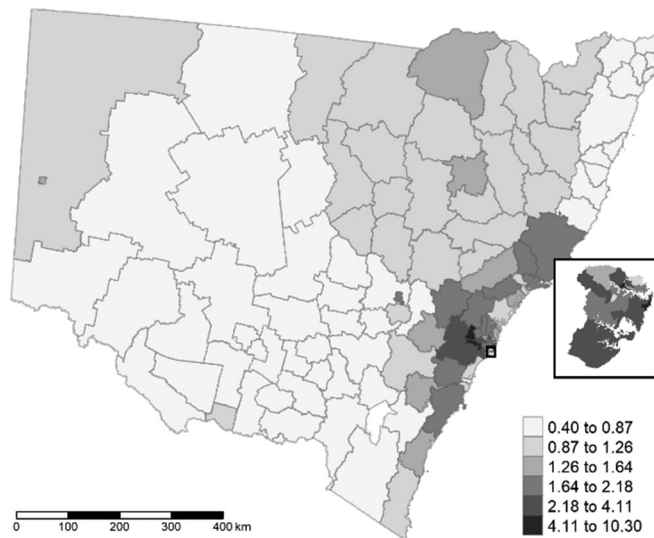 0.40 to 0.87
0.87 to 1.26
1.26 to 1.64
1.64 to 2.18
2.18 to 4.11
4.11 to 10.30
0 100 200 300 400 km